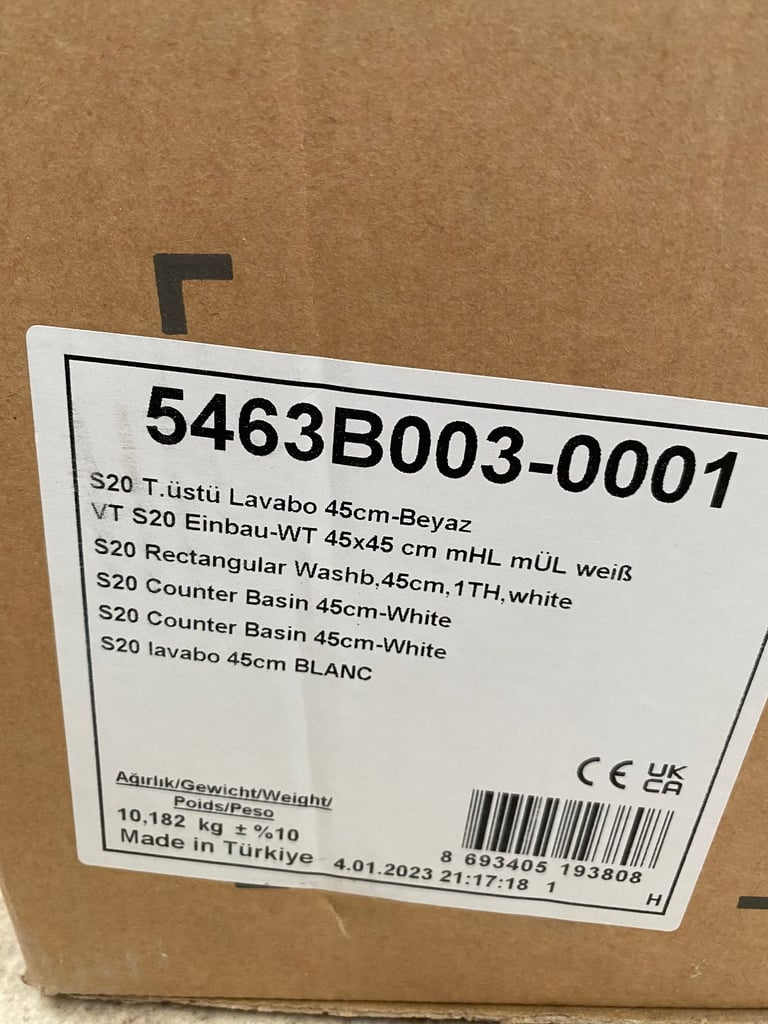 5463B003-0001
S20 T.üstü Lavabo 45cm-Beyaz
VT S20 Einbau-WT 45x45 cm mHL mÜL weiß
S20 Rectangular Washb,45cm,1TH,white
S20 Counter Basin 45cm-White
S20 Counter Basin 45cm-White
S20 lavabo 45cm BLANC
CE UK CA
Ağırlık/Gewicht/Weight/
Poids/Peso
10,182 kg ± %10
Made in Türkiye
8 693405 193808
4.01.2023 21:17:18 1
H